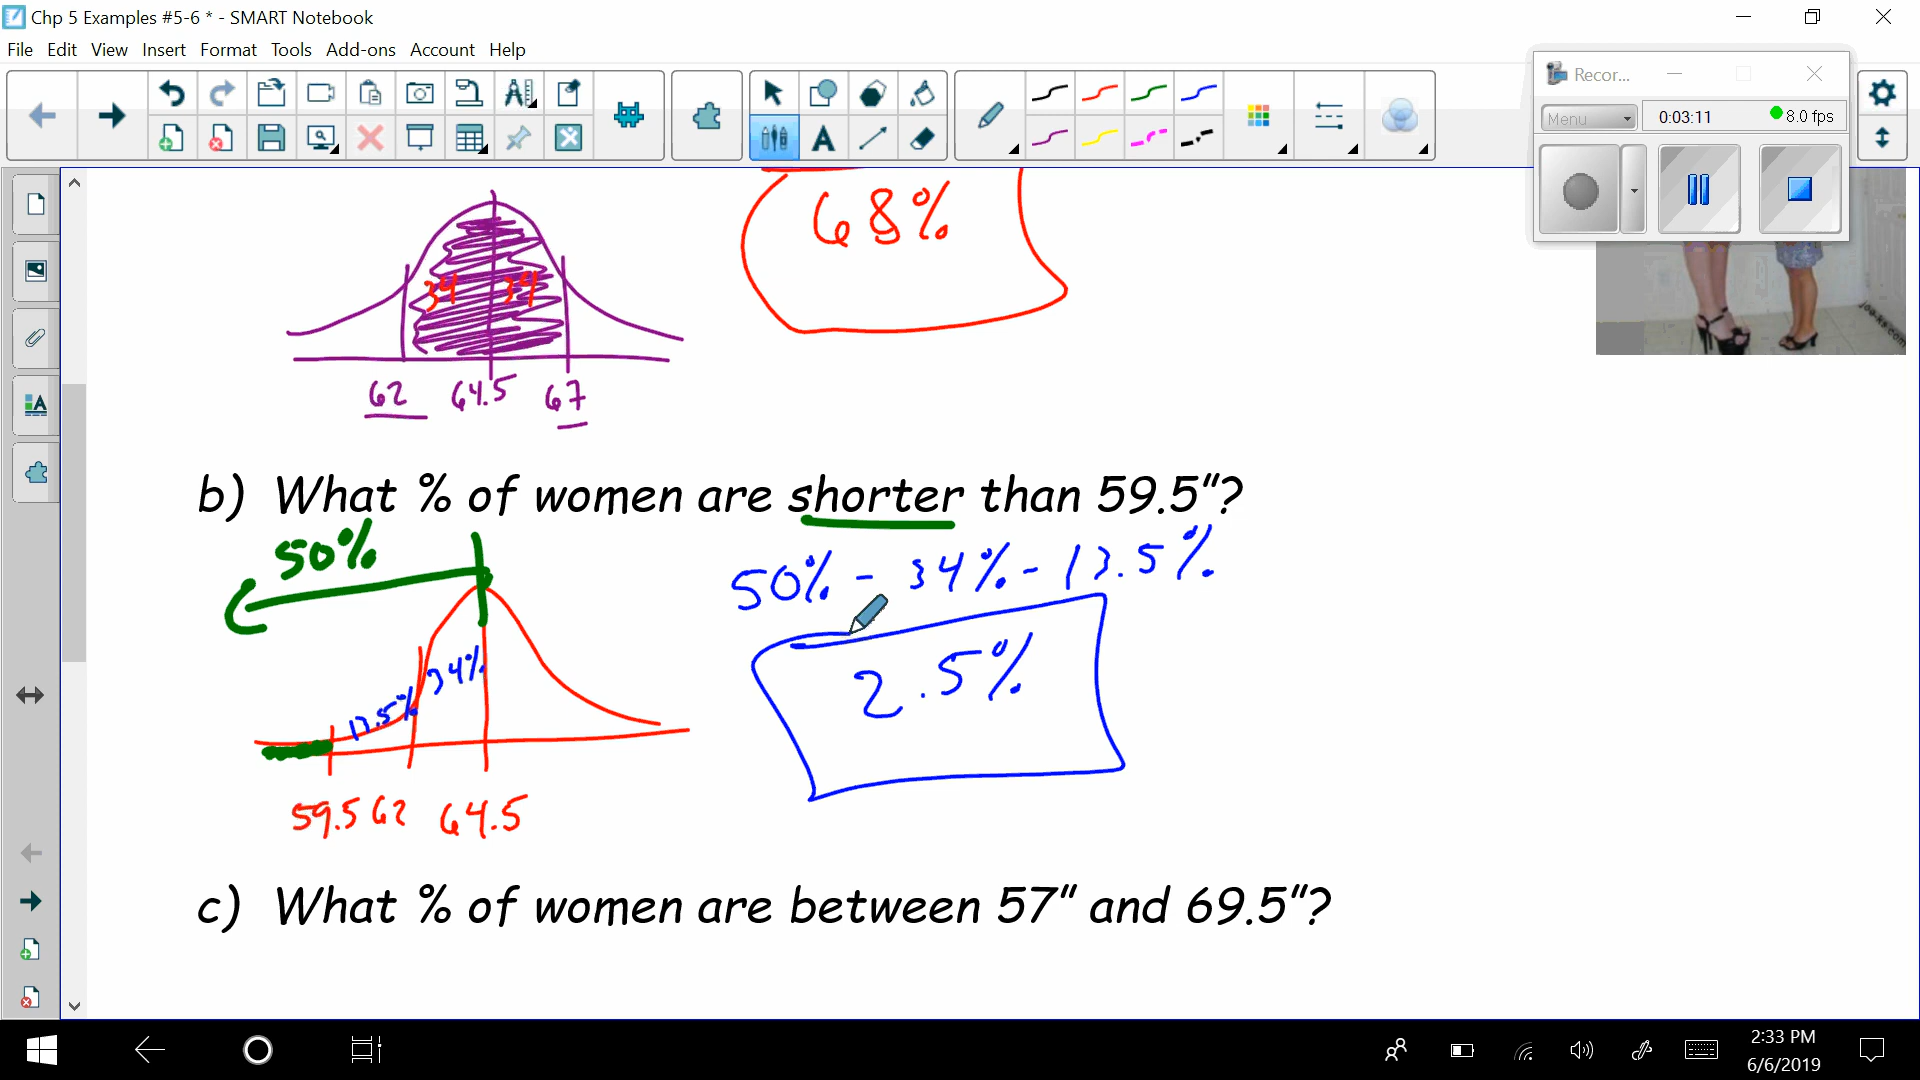 Chp 5 Examples #5-6 * - SMART Notebook
File Edit View Insert Format Tools Add-ons Account Help
Recor...
Menu
0:03:11
8.0 fps
68%
34 34
62 64.5 67
b) What % of women are shorter than 59.5"?
50%
50% - 34% - 13.5%
34%
13.5%
2.5%
59.5 62 64.5
c) What % of women are between 57" and 69.5"?
2:33 PM
6/6/2019